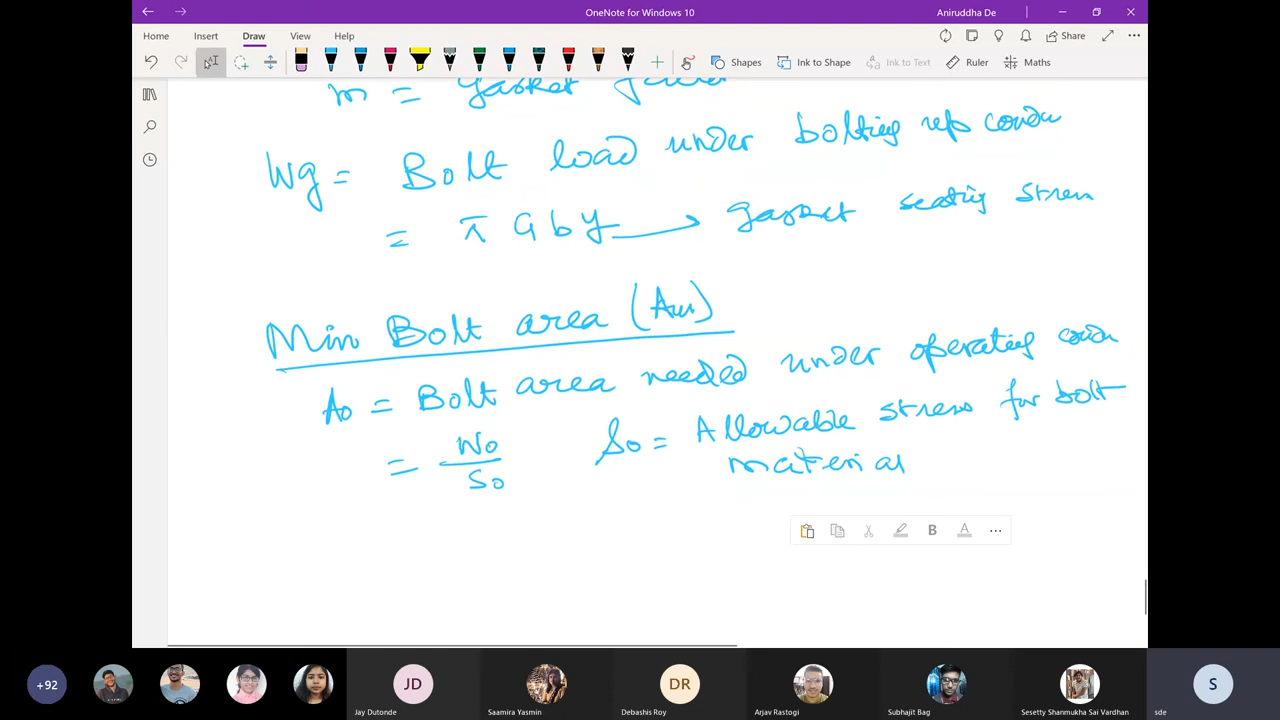 OneNote for Windows 10
Aniruddha De
Home Insert Draw View Help
Share
Shapes Ink to Shape Ink to Text Ruler Maths
m = gasket
Wg = Bolt load under bolting up condn
= π G b y → gasket seating stress
Min Bolt area (Am)
Ao = Bolt area needed under operating condn
= Wo / So So = Allowable stress for bolt
material
B A ...
+92
JD DR S
Jay Dutonde Saamira Yasmin Debashis Roy Arjav Rastogi Subhajit Bag Sesetty Shanmukha Sai Vardhan sde